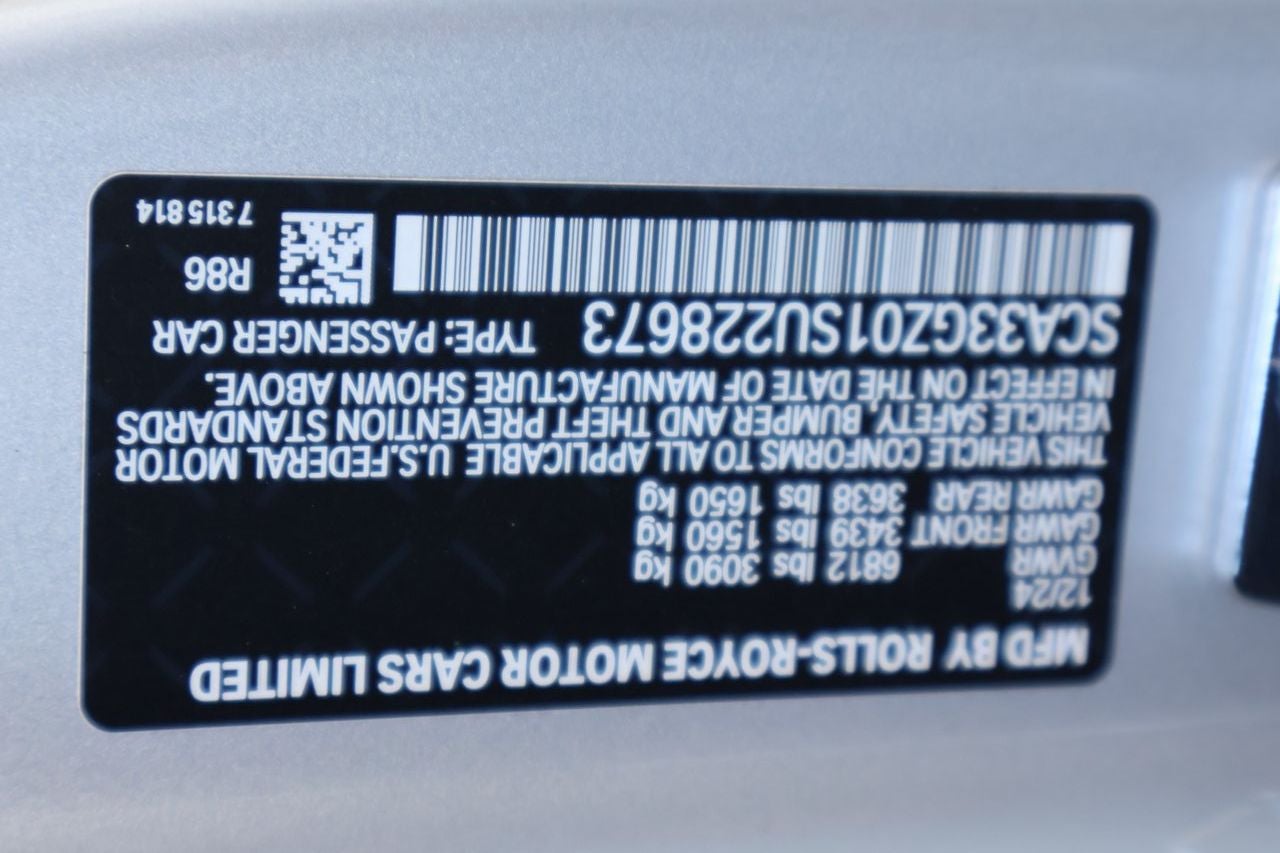 MFD BY ROLLS-ROYCE MOTOR CARS LIMITED
12/24
GVWR 6812 lbs 3090 kg
GAWR FRONT 3439 lbs 1560 kg
GAWR REAR 3638 lbs 1650 kg
THIS VEHICLE CONFORMS TO ALL APPLICABLE U.S.FEDERAL MOTOR
VEHICLE SAFETY, BUMPER AND THEFT PREVENTION STANDARDS
IN EFFECT ON THE DATE OF MANUFACTURE SHOWN ABOVE.
SCA33GZ01SU228673 TYPE: PASSENGER CAR
R86
7315814